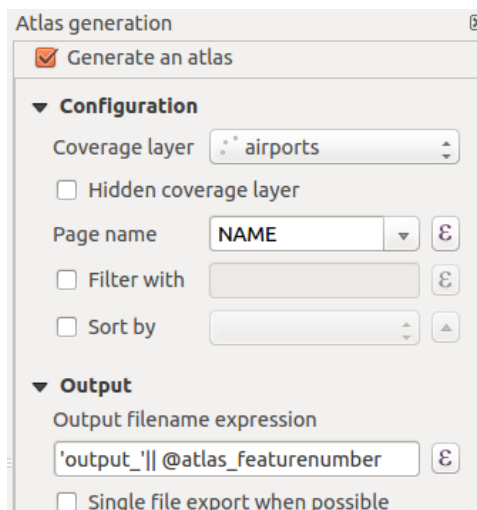 Atlas generation
Generate an atlas
Configuration
Coverage layer airports
Hidden coverage layer
Page name NAME ε
Filter with ε
Sort by
Output
Output filename expression
'output_'|| @atlas_featurenumber ε
Single file export when possible